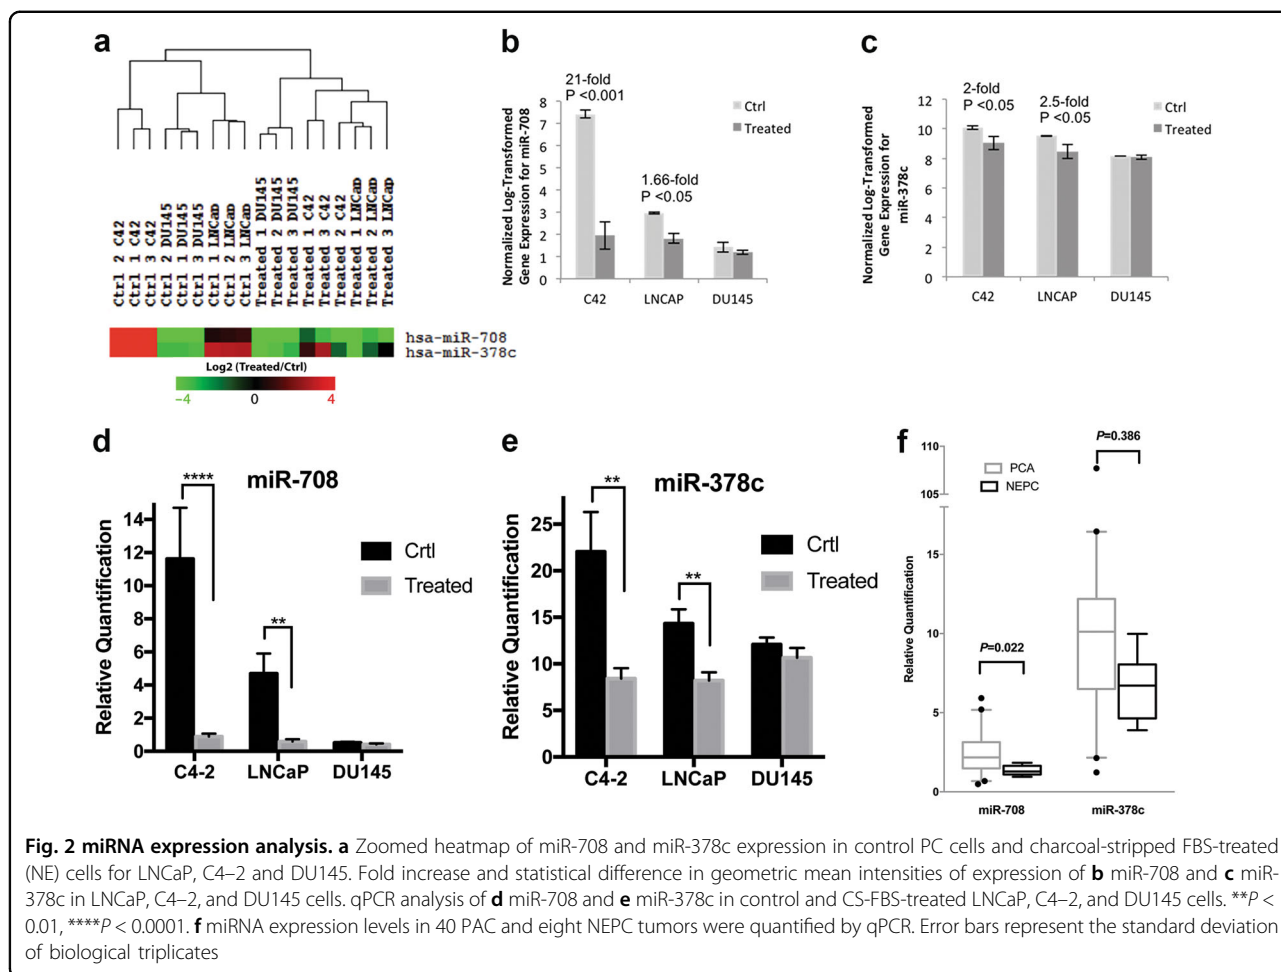 a
Ctrl 2 C42
Ctrl 1 C42
Ctrl 3 C42
Ctrl 2 DU145
Ctrl 1 DU145
Ctrl 3 DU145
Ctrl 1 LNCap
Ctrl 2 LNCap
Ctrl 3 LNCap
Treated 1 DU145
Treated 2 DU145
Treated 3 DU145
Treated 1 C42
Treated 3 C42
Treated 2 C42
Treated 1 LNCap
Treated 2 LNCap
Treated 3 LNCap
hsa-miR-708
hsa-miR-378c
Log2 (Treated/Ctrl)
-4 0 4
b
Normalized Log-Transformed
Gene Expression for miR-708
8
7
6
5
4
3
2
1
0
21-fold
P <0.001
1.66-fold
P <0.05
Ctrl
Treated
C42 LNCAP DU145
c
Normalized Log-Transformed
Gene Expression for
miR-378c
12
10
8
6
4
2
0
2-fold
P <0.05
2.5-fold
P <0.05
Ctrl
Treated
C42 LNCAP DU145
d
miR-708
Relative Quantification
14
12
10
8
6
4
2
0
****
**
Crtl
Treated
C4-2 LNCaP DU145
e
miR-378c
Relative Quantification
25
20
15
10
5
0
**
**
Crtl
Treated
C4-2 LNCaP DU145
f
Relative Quantification
110
105
15
10
5
0
PCA
NEPC
P=0.022
P=0.386
miR-708 miR-378c
Fig. 2 miRNA expression analysis. a Zoomed heatmap of miR-708 and miR-378c expression in control PC cells and charcoal-stripped FBS-treated
(NE) cells for LNCaP, C4–2 and DU145. Fold increase and statistical difference in geometric mean intensities of expression of b miR-708 and c miR-
378c in LNCaP, C4–2, and DU145 cells. qPCR analysis of d miR-708 and e miR-378c in control and CS-FBS-treated LNCaP, C4–2, and DU145 cells. **P <
0.01, ****P < 0.0001. f miRNA expression levels in 40 PAC and eight NEPC tumors were quantified by qPCR. Error bars represent the standard deviation
of biological triplicates